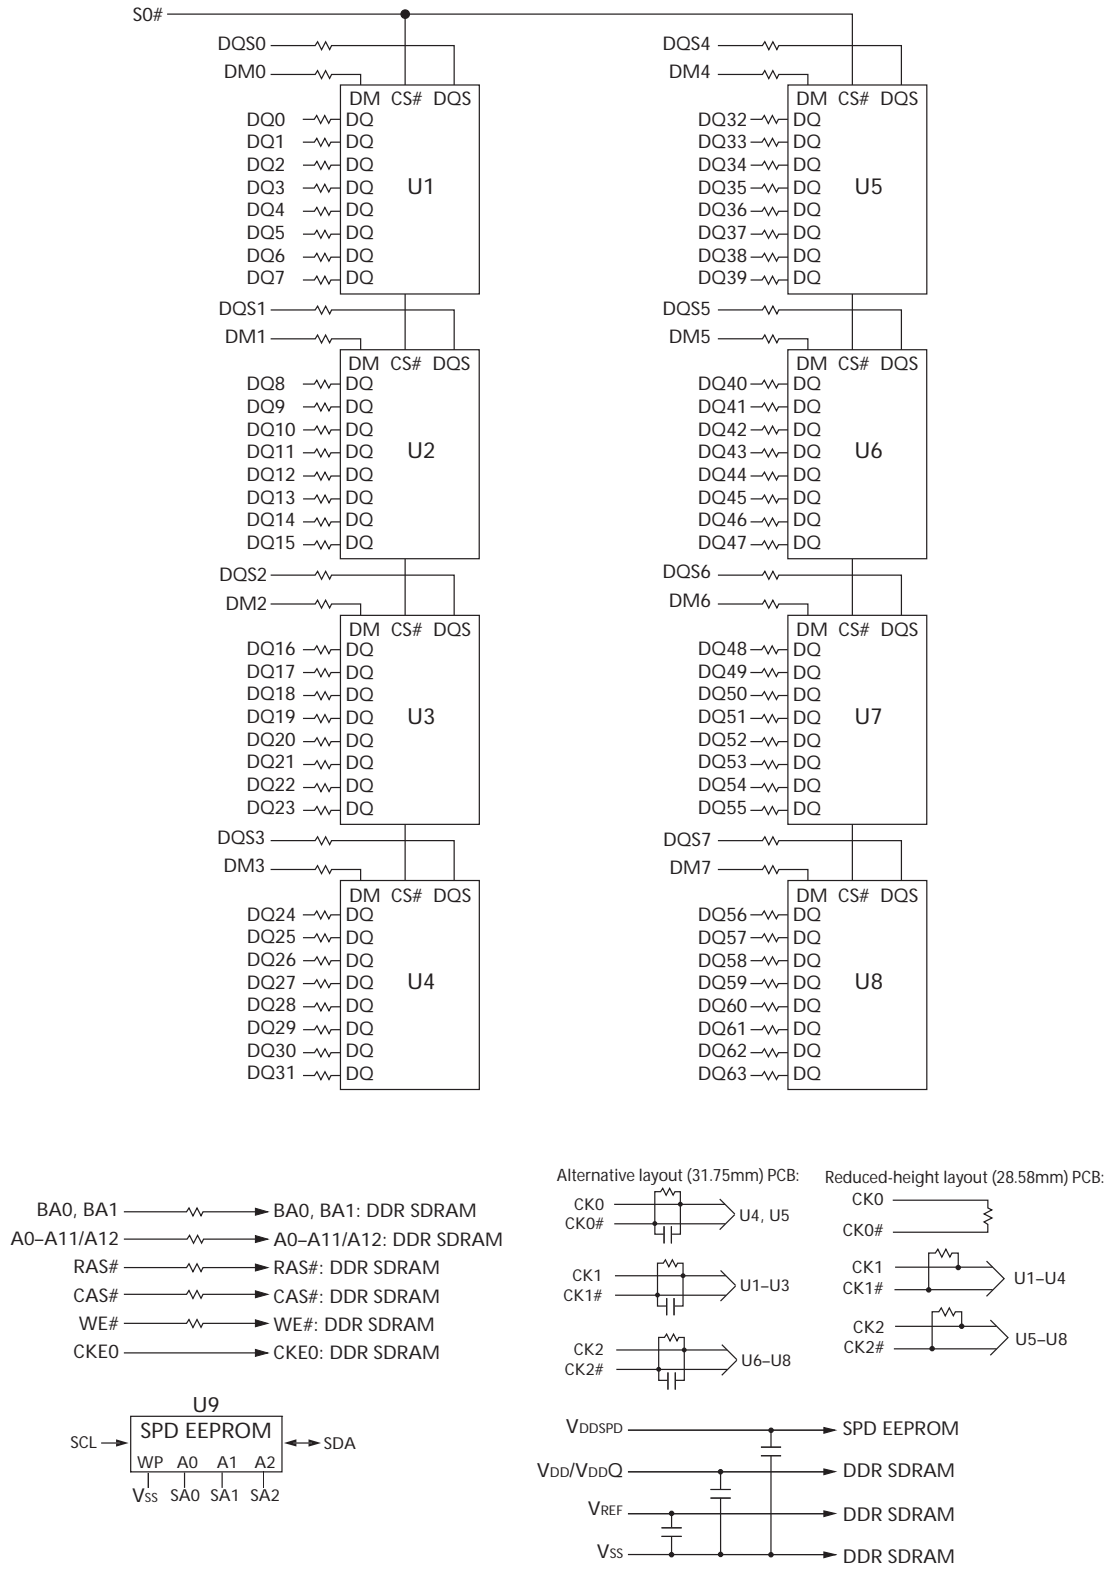 S0#
DQS0
DM0
DM CS# DQS
DQ0 DQ
DQ1 DQ
DQ2 DQ
DQ3 DQ
U1
DQ4 DQ
DQ5 DQ
DQ6 DQ
DQ7 DQ
DQS1
DM1
DM CS# DQS
DQ8 DQ
DQ9 DQ
DQ10 DQ
DQ11 DQ
U2
DQ12 DQ
DQ13 DQ
DQ14 DQ
DQ15 DQ
DQS2
DM2
DM CS# DQS
DQ16 DQ
DQ17 DQ
DQ18 DQ
DQ19 DQ
U3
DQ20 DQ
DQ21 DQ
DQ22 DQ
DQ23 DQ
DQS3
DM3
DM CS# DQS
DQ24 DQ
DQ25 DQ
DQ26 DQ
DQ27 DQ
U4
DQ28 DQ
DQ29 DQ
DQ30 DQ
DQ31 DQ
DQS4
DM4
DM CS# DQS
DQ32 DQ
DQ33 DQ
DQ34 DQ
DQ35 DQ
U5
DQ36 DQ
DQ37 DQ
DQ38 DQ
DQ39 DQ
DQS5
DM5
DM CS# DQS
DQ40 DQ
DQ41 DQ
DQ42 DQ
DQ43 DQ
U6
DQ44 DQ
DQ45 DQ
DQ46 DQ
DQ47 DQ
DQS6
DM6
DM CS# DQS
DQ48 DQ
DQ49 DQ
DQ50 DQ
DQ51 DQ
U7
DQ52 DQ
DQ53 DQ
DQ54 DQ
DQ55 DQ
DQS7
DM7
DM CS# DQS
DQ56 DQ
DQ57 DQ
DQ58 DQ
DQ59 DQ
U8
DQ60 DQ
DQ61 DQ
DQ62 DQ
DQ63 DQ
BA0, BA1 BA0, BA1: DDR SDRAM
A0–A11/A12 A0–A11/A12: DDR SDRAM
RAS# RAS#: DDR SDRAM
CAS# CAS#: DDR SDRAM
WE# WE#: DDR SDRAM
CKE0 CKE0: DDR SDRAM
U9
SPD EEPROM
SCL SDA
WP A0 A1 A2
VSS SA0 SA1 SA2
Alternative layout (31.75mm) PCB:
CK0
CK0#
U4, U5
CK1
CK1#
U1–U3
CK2
CK2#
U6–U8
Reduced-height layout (28.58mm) PCB:
CK0
CK0#
CK1
CK1#
U1–U4
CK2
CK2#
U5–U8
VDDSPD SPD EEPROM
VDD/VDDQ DDR SDRAM
VREF DDR SDRAM
VSS DDR SDRAM